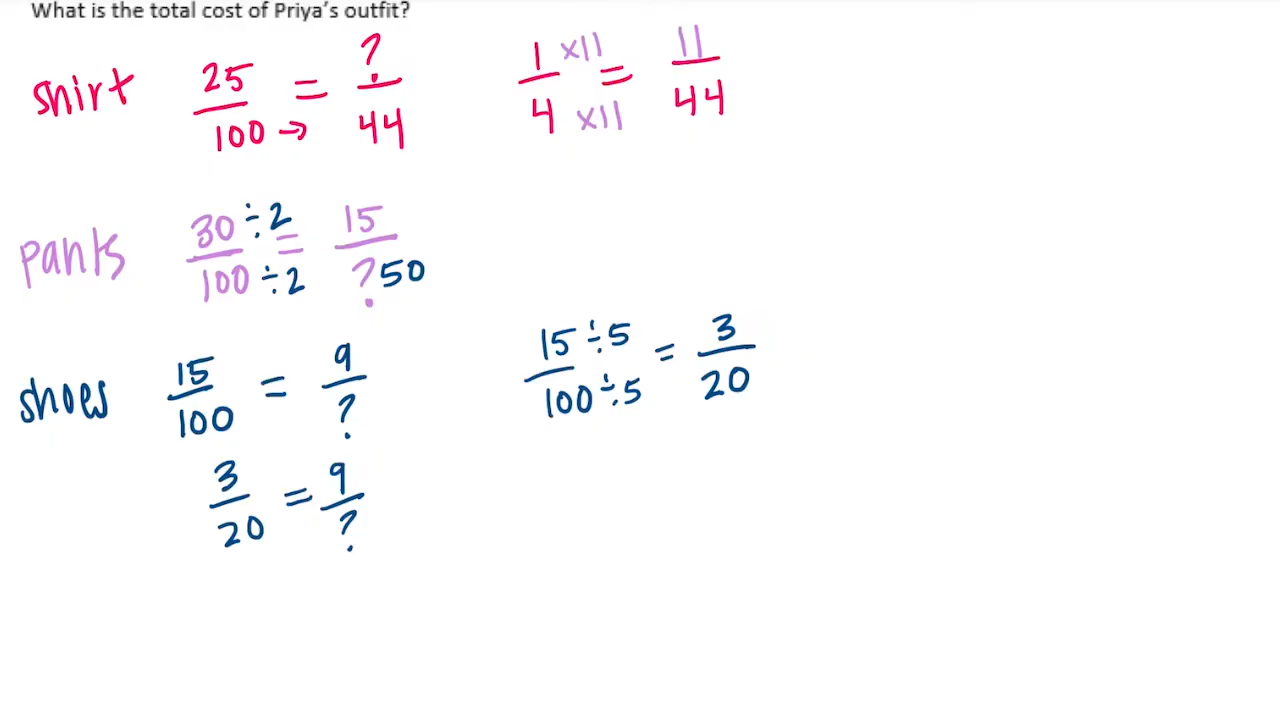 What is the total cost of Priya's outfit?
shirt 25/100 → = ?/44 1/4 ×11 ×11 = 11/44
pants 30/100 ÷2 ÷2 = 15/? 50
shoes 15/100 = 9/? 15÷5/100÷5 = 3/20
3/20 = 9/?